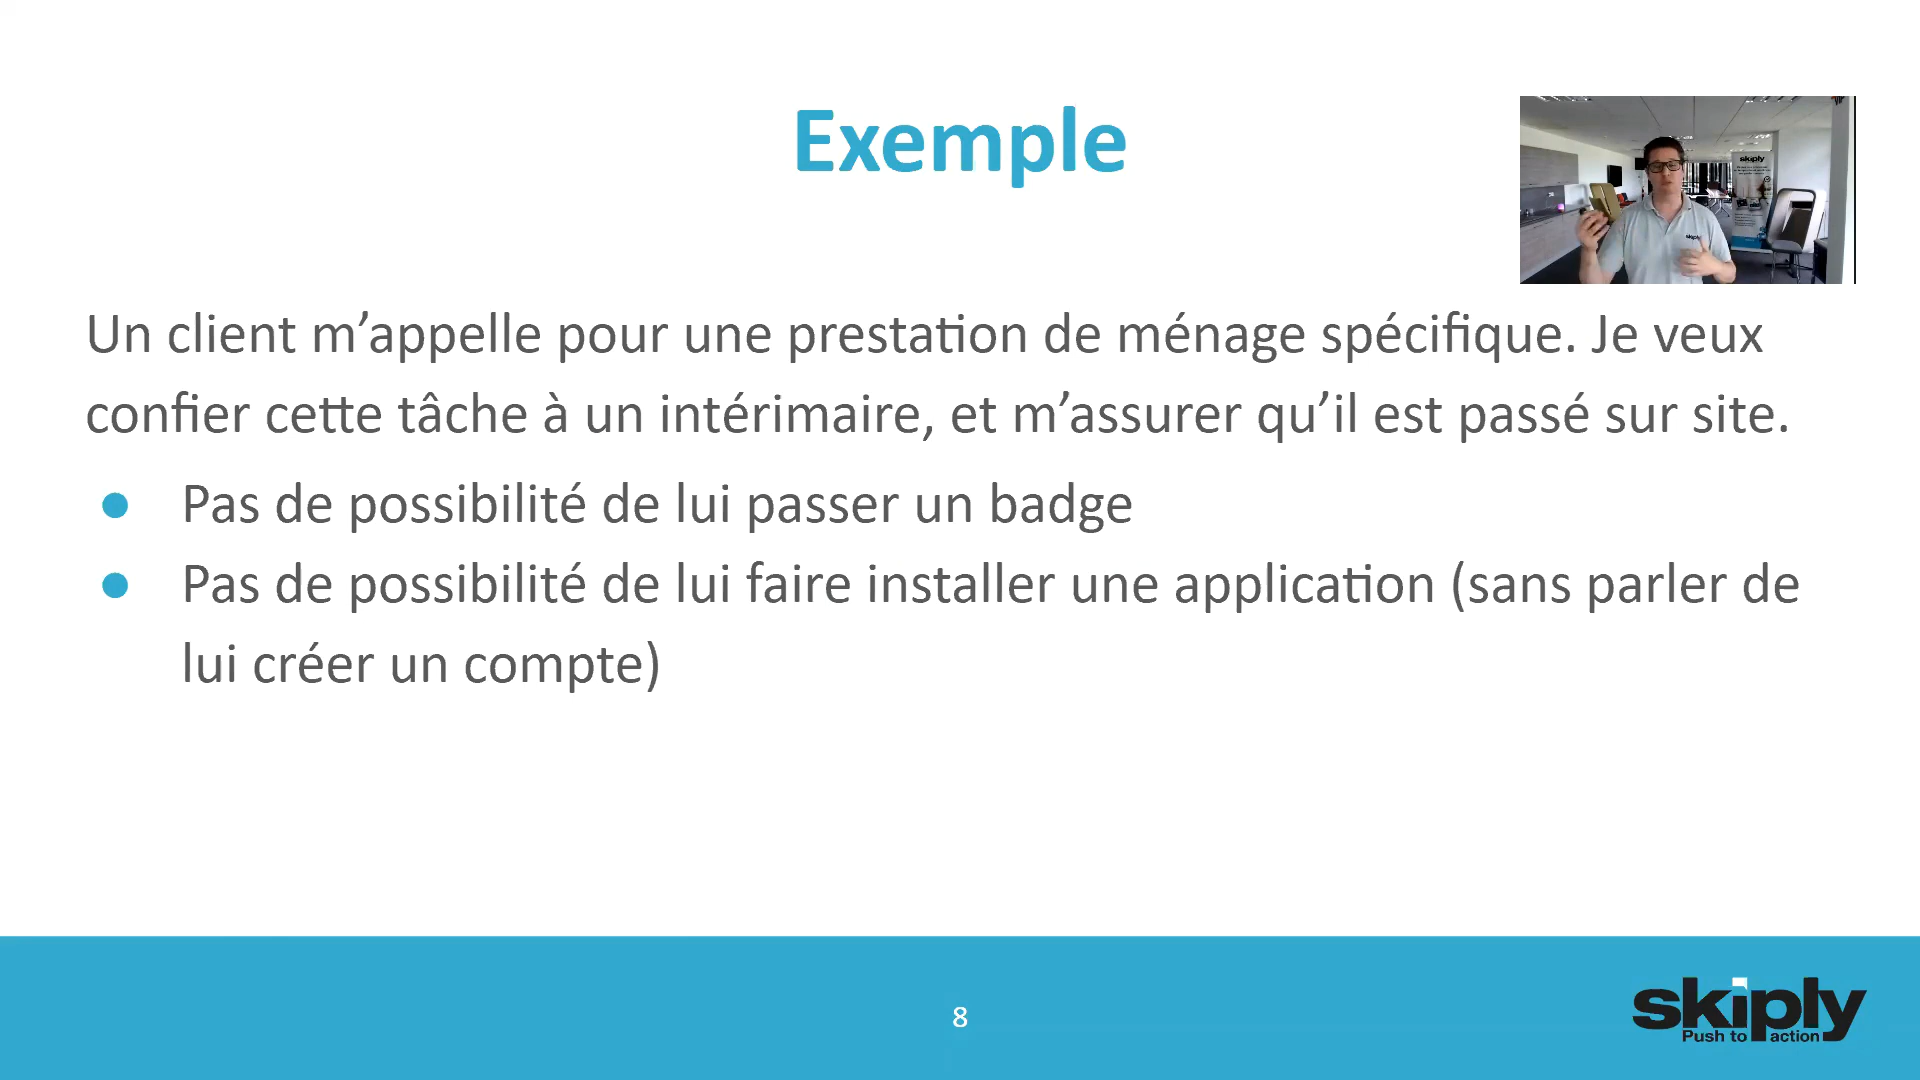 Exemple
skiply
skiply
Un client m’appelle pour une prestation de ménage spécifique. Je veux
confier cette tâche à un intérimaire, et m’assurer qu’il est passé sur site.
● Pas de possibilité de lui passer un badge
● Pas de possibilité de lui faire installer une application (sans parler de
lui créer un compte)
8
skiply
Push to action